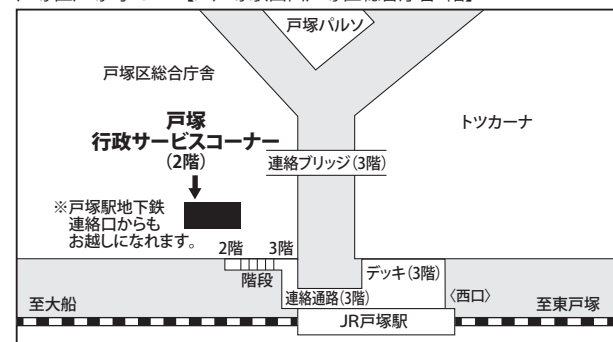 戸塚パルソ
戸塚区総合庁舎
トツカーナ
戸塚
行政サービスコーナー
(2階)
連絡ブリッジ(3階)
※戸塚駅地下鉄
連絡口からも
お越しになれます。
2階
3階
階段
デッキ(3階)
連絡通路(3階)
〈西口〉
至大船
至東戸塚
JR戸塚駅